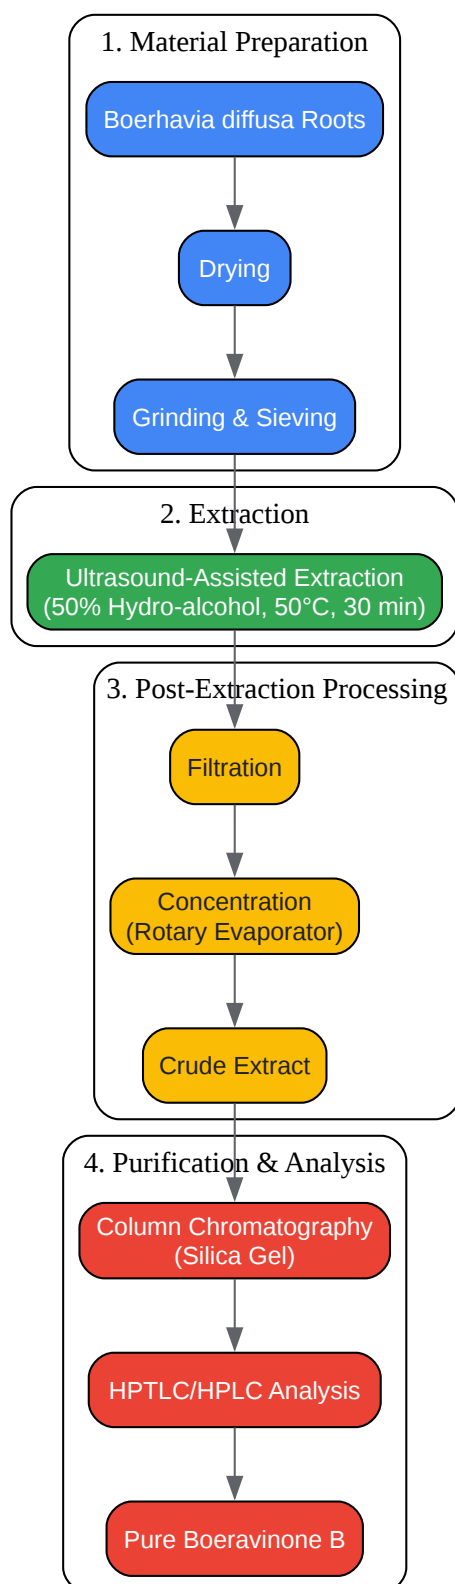 1. Material Preparation
Boerhavia diffusa Roots
Drying
Grinding & Sieving
2. Extraction
Ultrasound-Assisted Extraction
(50% Hydro-alcohol, 50°C, 30 min)
3. Post-Extraction Processing
Filtration
Concentration
(Rotary Evaporator)
Crude Extract
4. Purification & Analysis
Column Chromatography
(Silica Gel)
HPTLC/HPLC Analysis
Pure Boeravinone B